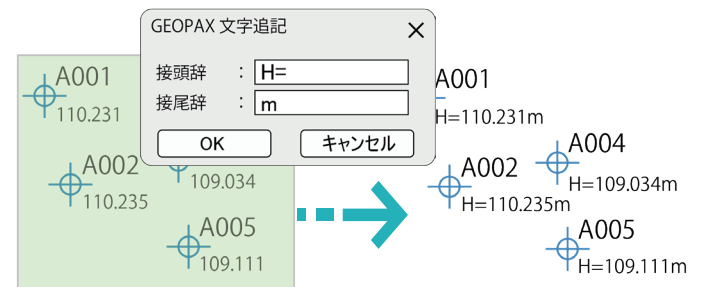 GEOPAX 文字追記
接頭辞 : H=
接尾辞 : m
OK キャンセル
A001
110.231
A002
110.235
109.034
A005
109.111
A001
H=110.231m
A004
H=109.034m
A002
H=110.235m
A005
H=109.111m